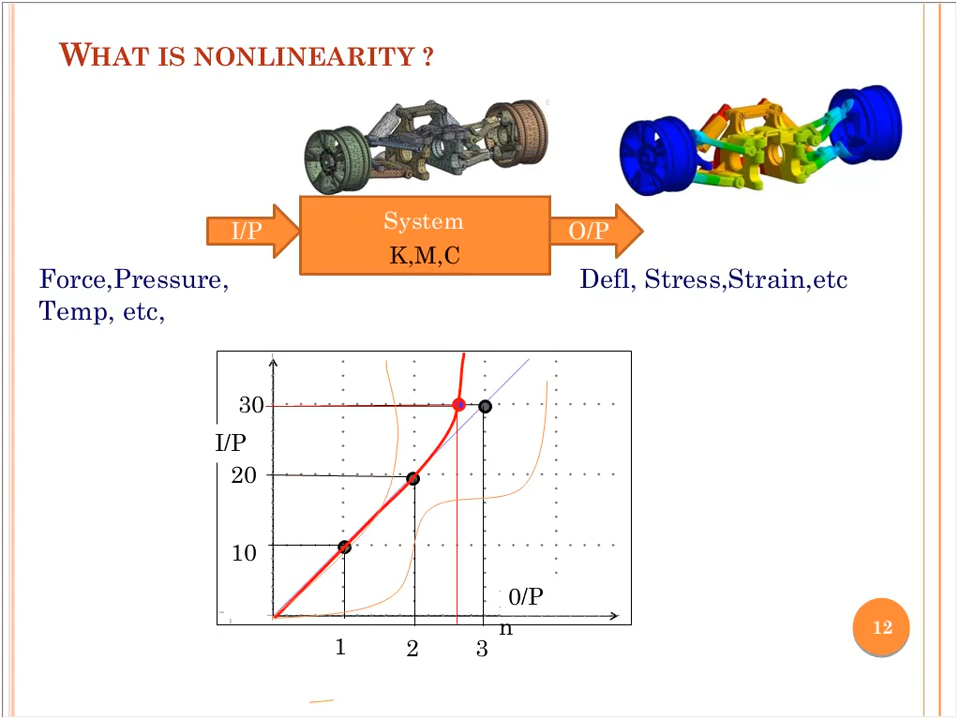 WHAT IS NONLINEARITY ?
I/P
System
K,M,C
O/P
Force,Pressure,
Temp, etc,
Defl, Stress,Strain,etc
30
I/P
20
10
0/P
n
1
2
3
12